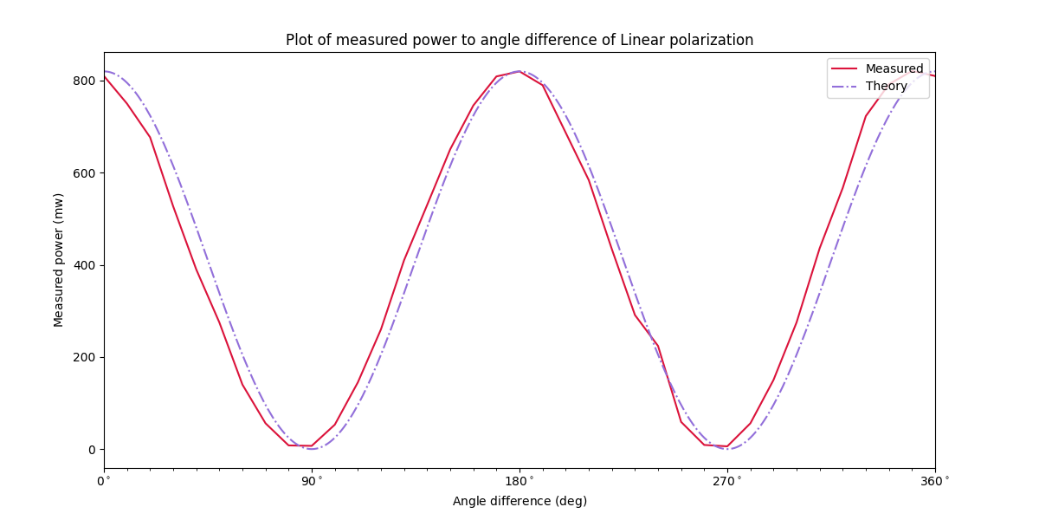 Plot of measured power to angle difference of Linear polarization
Measured
Theory
Measured power (mw)
800
600
400
200
0
0° 90° 180° 270° 360°
Angle difference (deg)